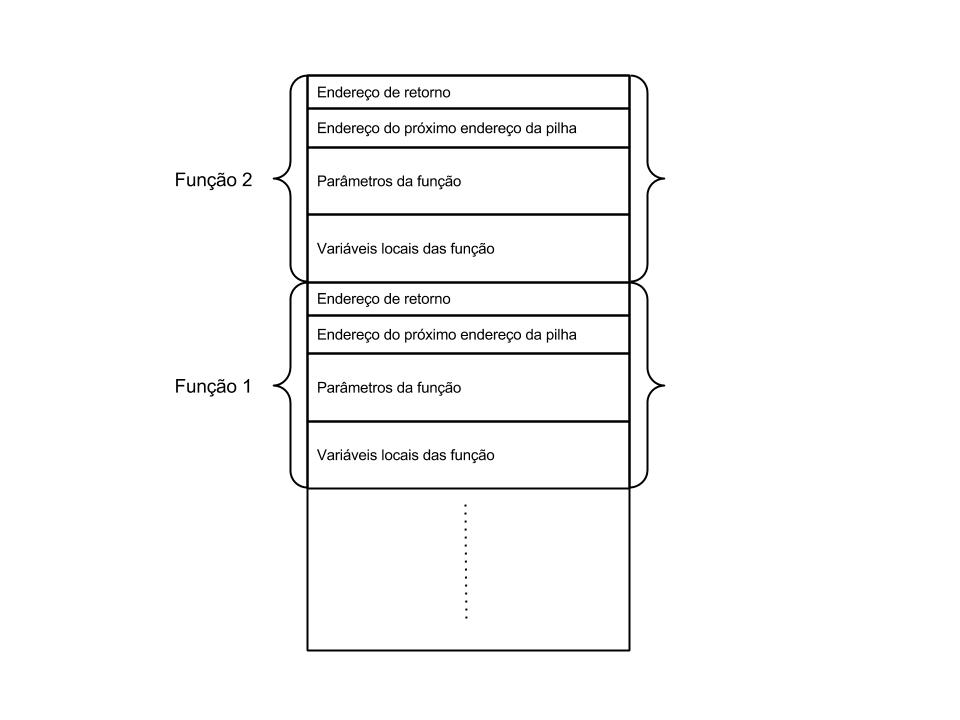 Endereço de retorno
Endereço do próximo endereço da pilha
Função 2
Parâmetros da função
Variáveis locais das função
Endereço de retorno
Endereço do próximo endereço da pilha
Função 1
Parâmetros da função
Variáveis locais das função